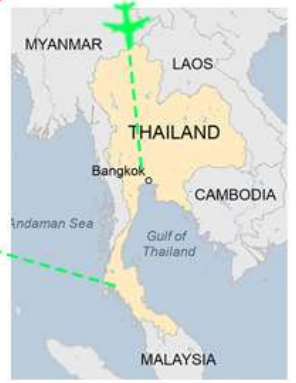 MYANMAR
LAOS
THAILAND
Bangkok
CAMBODIA
Andaman Sea
Gulf of
Thailand
MALAYSIA